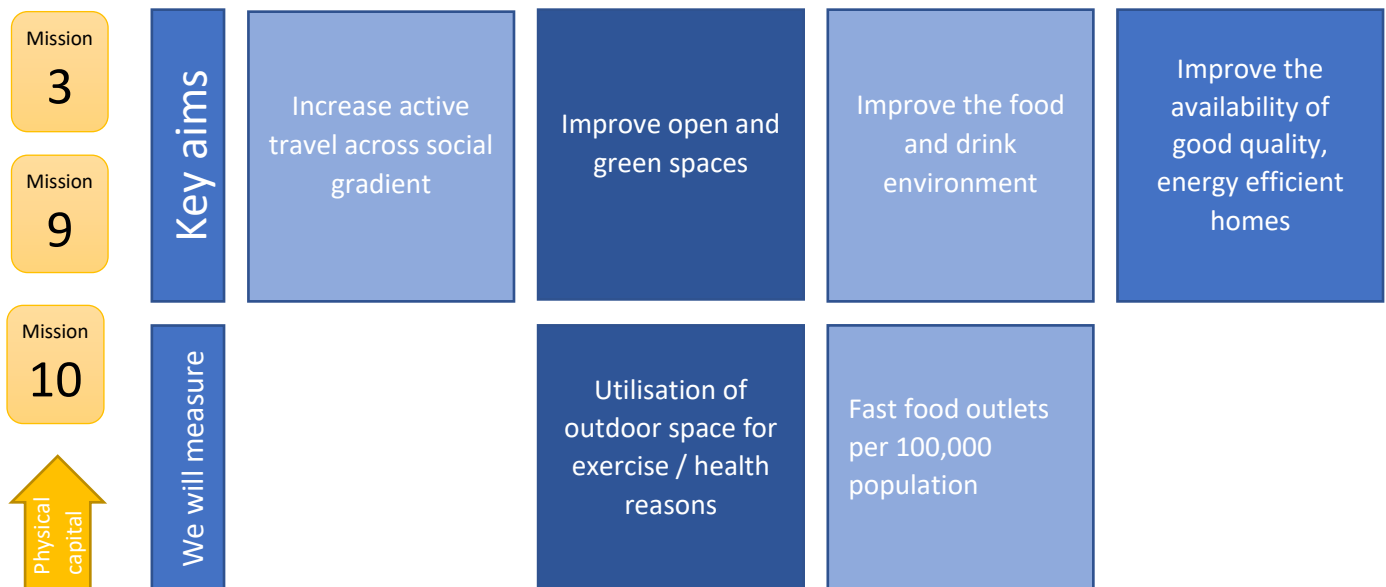 Mission
3
Mission
9
Mission
10
Physical
capital
Key aims
Increase active
travel across social
gradient
Improve open and
green spaces
Improve the food
and drink
environment
Improve the
availability of
good quality,
energy efficient
homes
We will measure
Utilisation of
outdoor space for
exercise / health
reasons
Fast food outlets
per 100,000
population